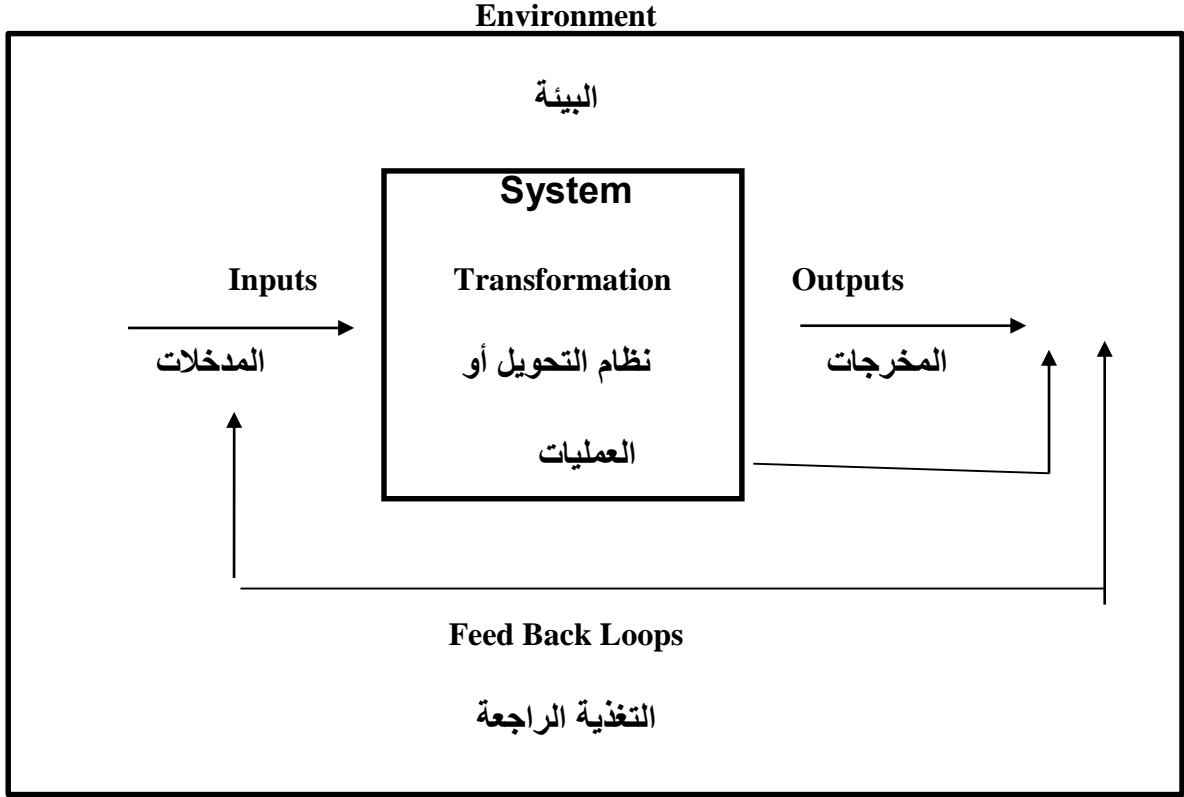 Environment
البيئة
System
Inputs
Transformation
Outputs
المدخلات
نظام التحويل أو
المخرجات
العمليات
Feed Back Loops
التغذية الراجعة